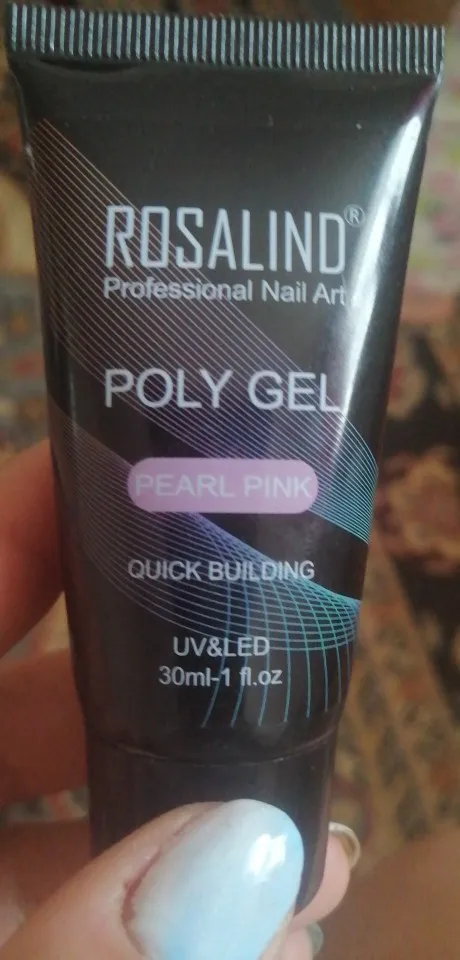 ROSALIND®
Professional Nail Art
POLY GEL
PEARL PINK
QUICK BUILDING
UV&LED
30ml-1 fl.oz